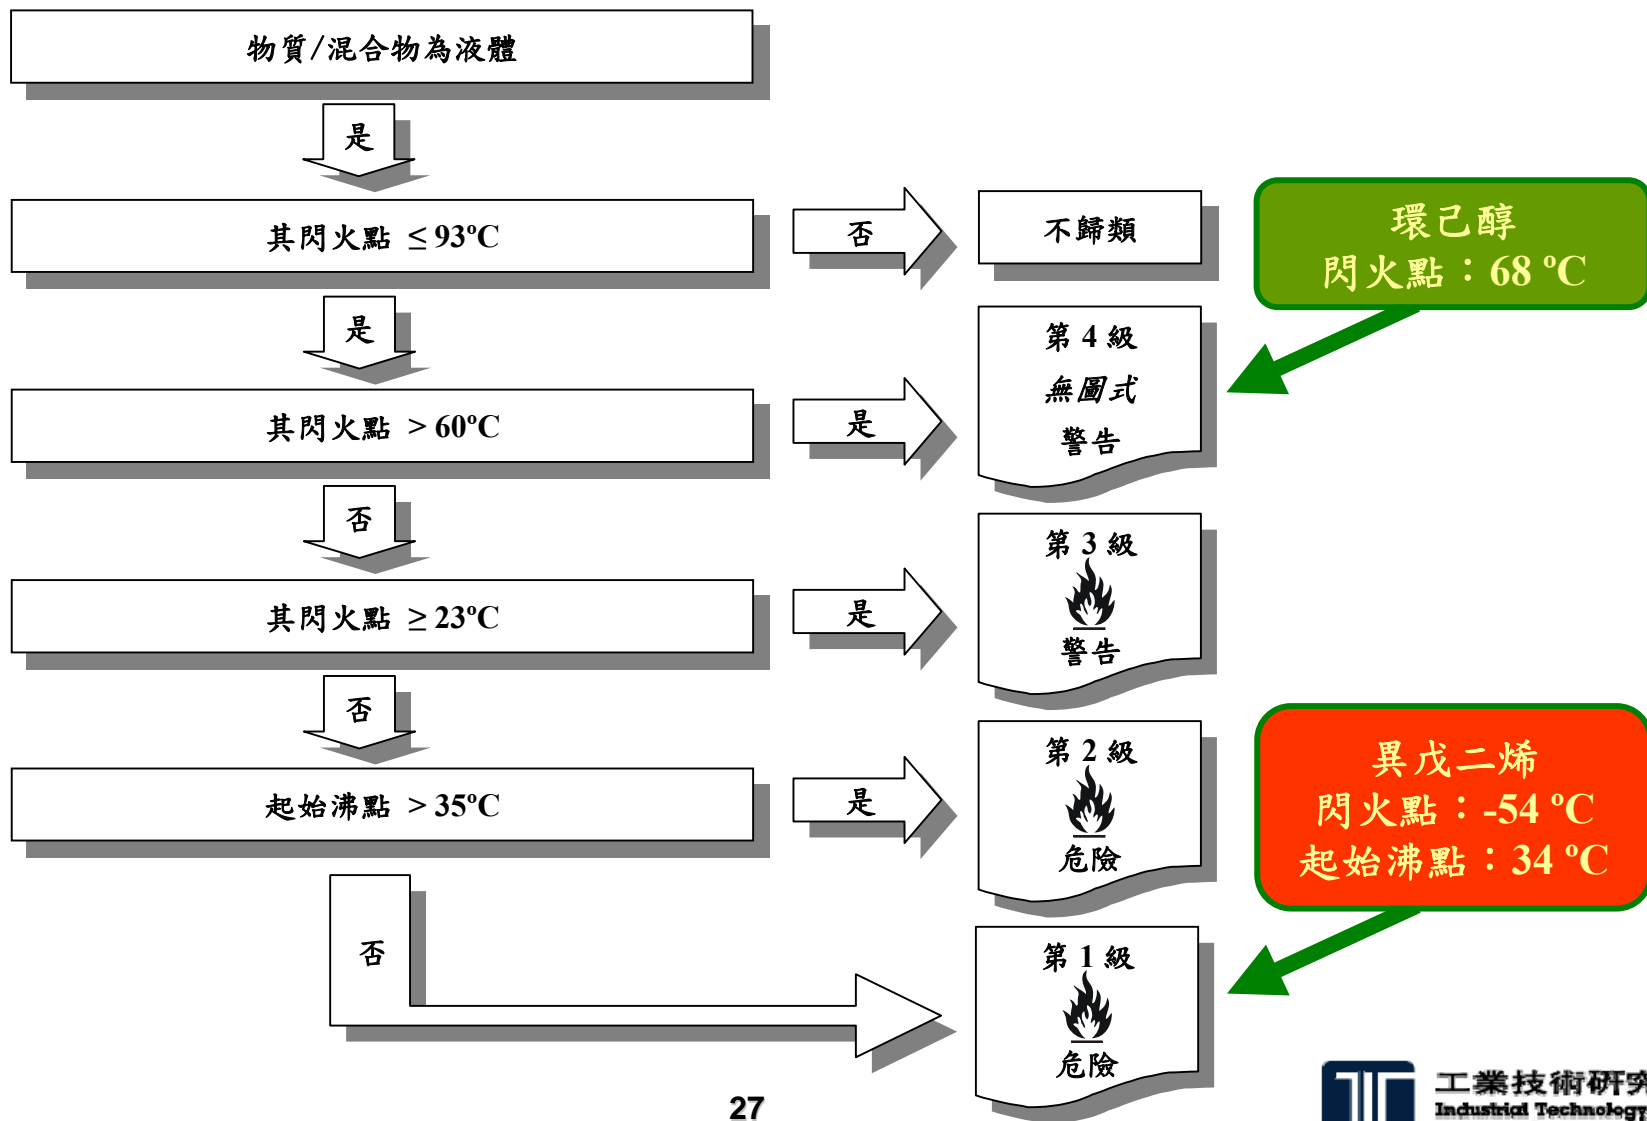 物質/混合物為液體
是
其閃火點 ≤ 93ºC
否
不歸類
環己醇
閃火點：68 ºC
是
第 4 級
無圖式
警告
其閃火點 > 60ºC
是
否
第 3 級
警告
其閃火點 ≥ 23ºC
是
否
第 2 級
危險
起始沸點 > 35ºC
是
異戊二烯
閃火點：-54 ºC
起始沸點：34 ºC
否
第 1 級
危險
工業技術研究
Industrial Technology
27